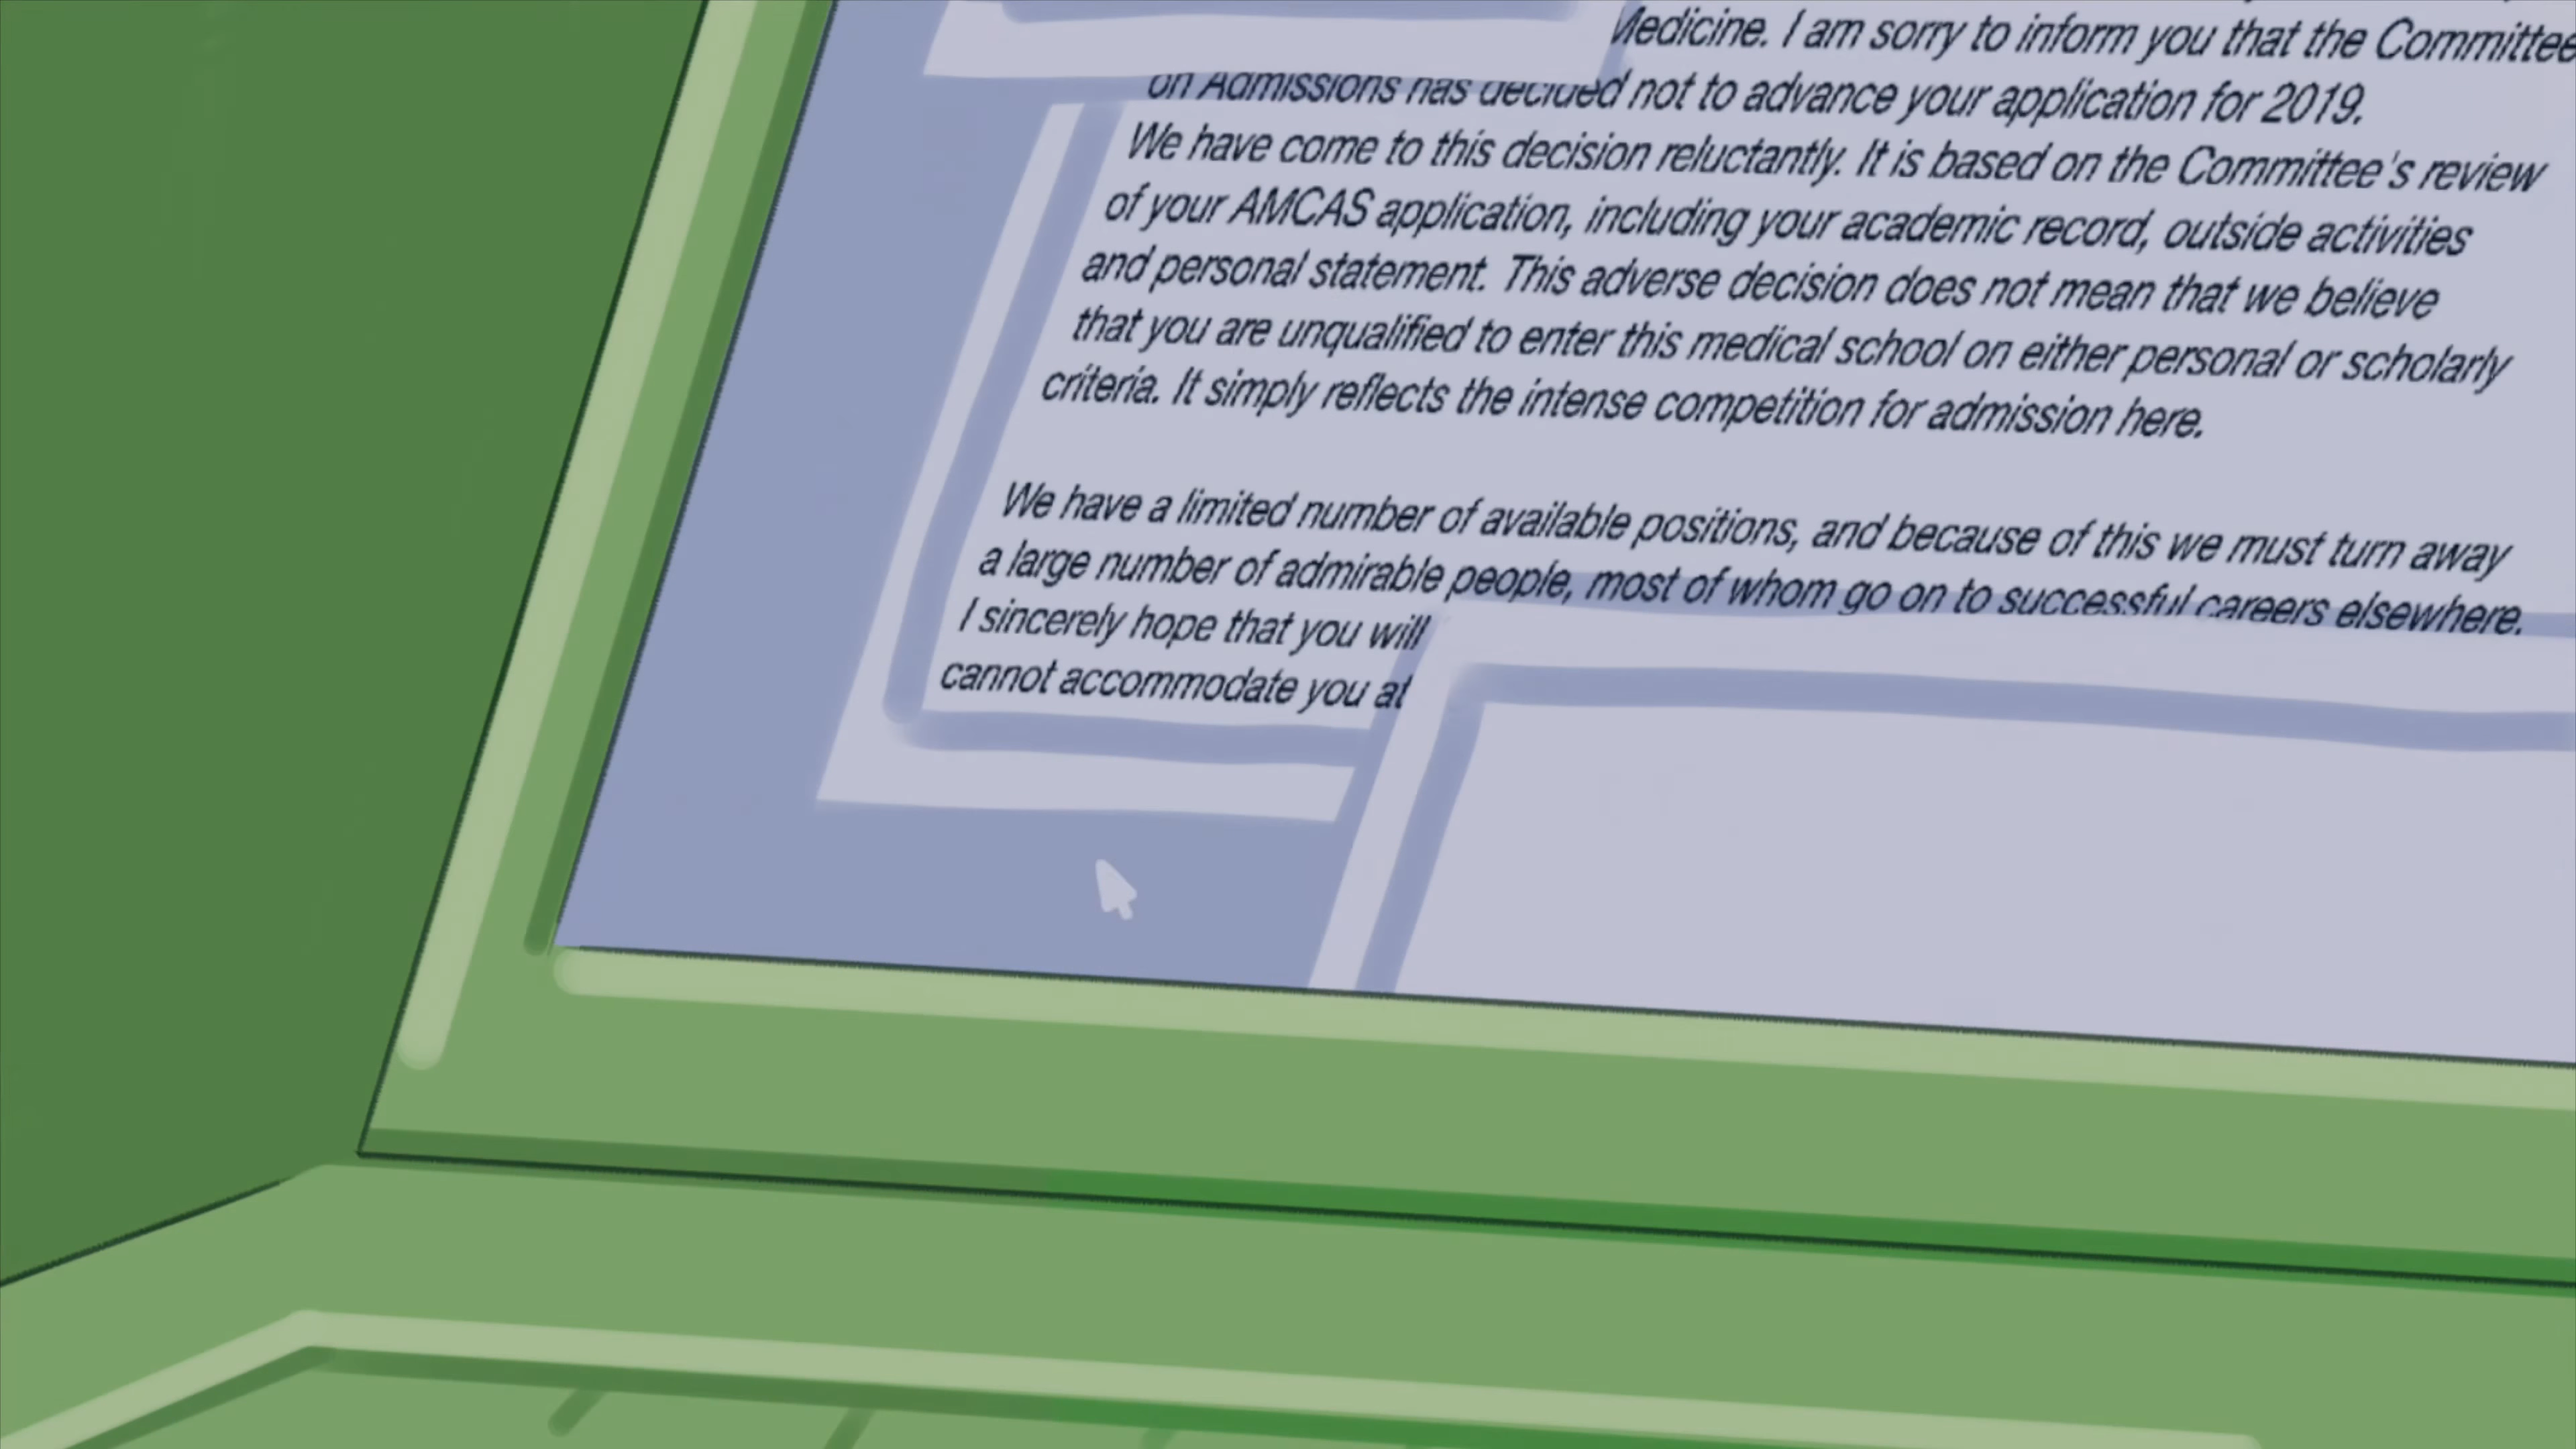 Medicine. I am sorry to inform you that the Committee
on Admissions has decided not to advance your application for 2019.
We have come to this decision reluctantly. It is based on the Committee's review
of your AMCAS application, including your academic record, outside activities
and personal statement. This adverse decision does not mean that we believe
that you are unqualified to enter this medical school on either personal or scholarly
criteria. It simply reflects the intense competition for admission here.
We have a limited number of available positions, and because of this we must turn away
a large number of admirable people, most of whom go on to successful careers elsewhere.
I sincerely hope that you will
cannot accommodate you at